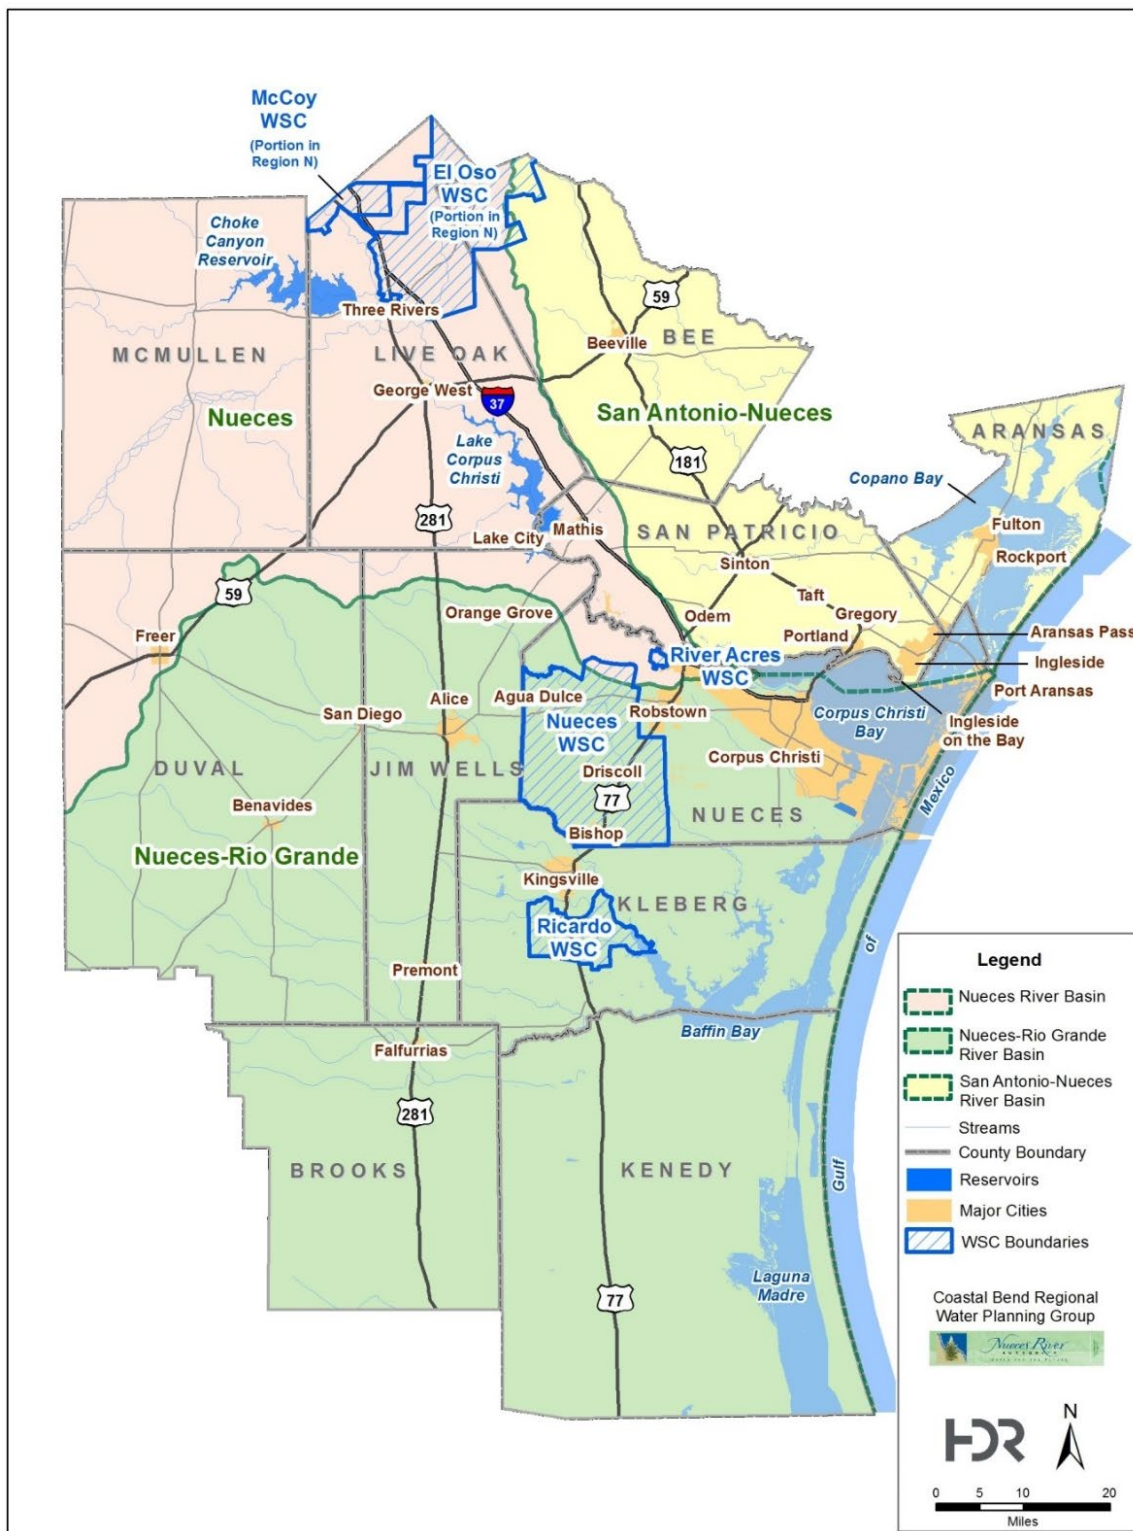 McCoy
WSC
(Portion in
Region N)
El Oso
WSC
(Portion in
Region N)
Choke
Canyon
Reservoir
Three Rivers
59
BEE
Beeville
MCMULLEN
LIVE OAK
George West
37
Nueces
San Antonio-Nueces
ARANSAS
Lake
Corpus
Christi
181
Copano Bay
281
Lake City
Mathis
SAN PATRICIO
Fulton
Rockport
Sinton
59
Taft
Orange Grove
Odem
Gregory
Freer
Portland
Aransas Pass
River Acres
WSC
Ingleside
Agua Dulce
Port Aransas
Alice
San Diego
Nueces
WSC
Robstown
Corpus Christi
Bay
Ingleside
on the Bay
Corpus Christi
DUVAL
JIM WELLS
Driscoll
77
Benavides
NUECES
Bishop
Nueces-Rio Grande
Kingsville
KLEBERG
Ricardo
WSC
Gulf of Mexico
Premont
Baffin Bay
Falfurrias
281
BROOKS
KENEDY
Laguna
Madre
77
Legend
Nueces River Basin
Nueces-Rio Grande
River Basin
San Antonio-Nueces
River Basin
Streams
County Boundary
Reservoirs
Major Cities
WSC Boundaries
Coastal Bend Regional
Water Planning Group
Nueces River
HDR
N
0 5 10 20
Miles